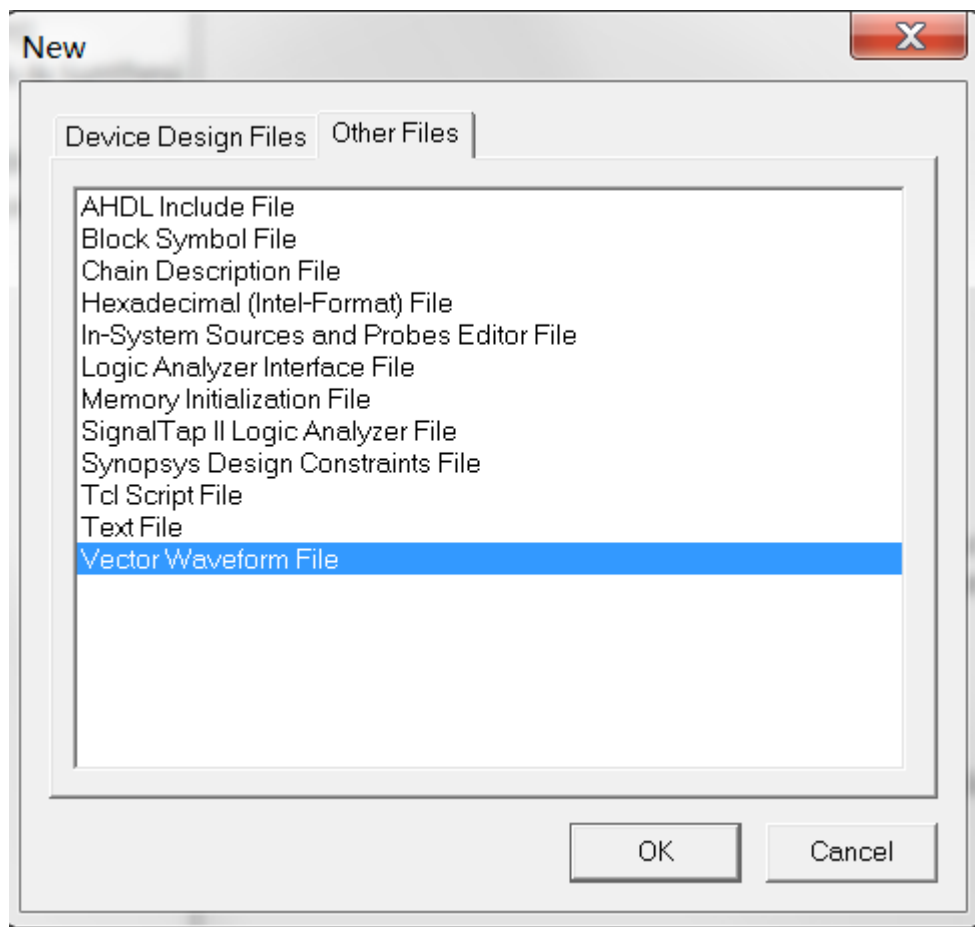 New
Device Design Files
Other Files
AHDL Include File
Block Symbol File
Chain Description File
Hexadecimal (Intel-Format) File
In-System Sources and Probes Editor File
Logic Analyzer Interface File
Memory Initialization File
SignalTap II Logic Analyzer File
Synopsys Design Constraints File
Tcl Script File
Text File
Vector Waveform File
OK
Cancel